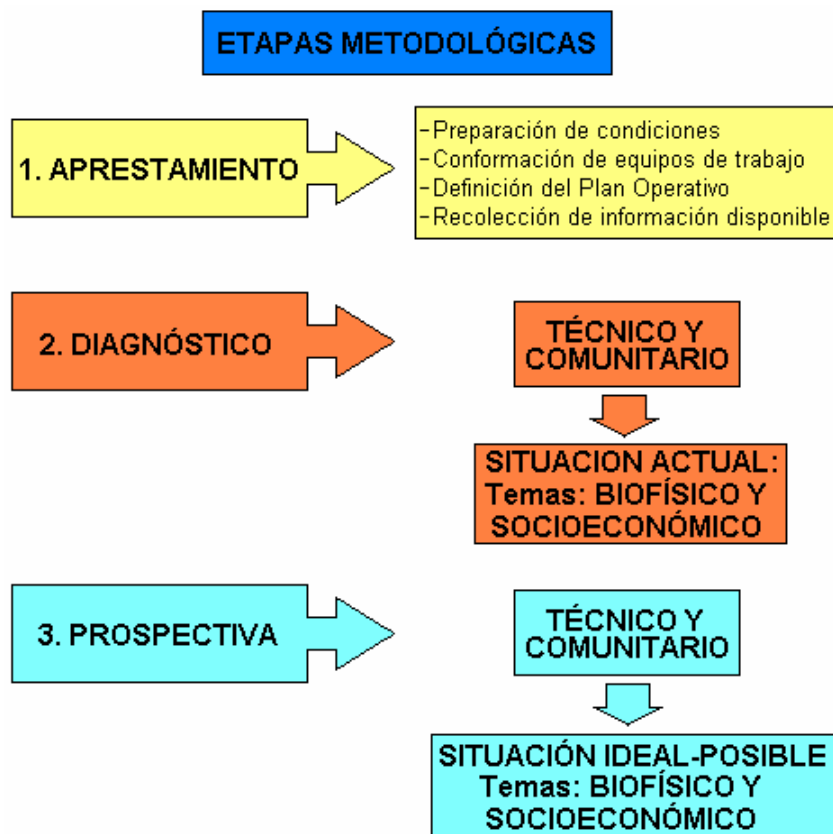 ETAPAS METODOLÓGICAS
1. APRESTAMIENTO
-Preparación de condiciones
-Conformación de equipos de trabajo
-Definición del Plan Operativo
-Recolección de información disponible
2. DIAGNÓSTICO
TÉCNICO Y
COMUNITARIO
SITUACION ACTUAL:
Temas: BIOFÍSICO Y
SOCIOECONÓMICO
3. PROSPECTIVA
TÉCNICO Y
COMUNITARIO
SITUACIÓN IDEAL-POSIBLE
Temas: BIOFÍSICO Y
SOCIOECONÓMICO